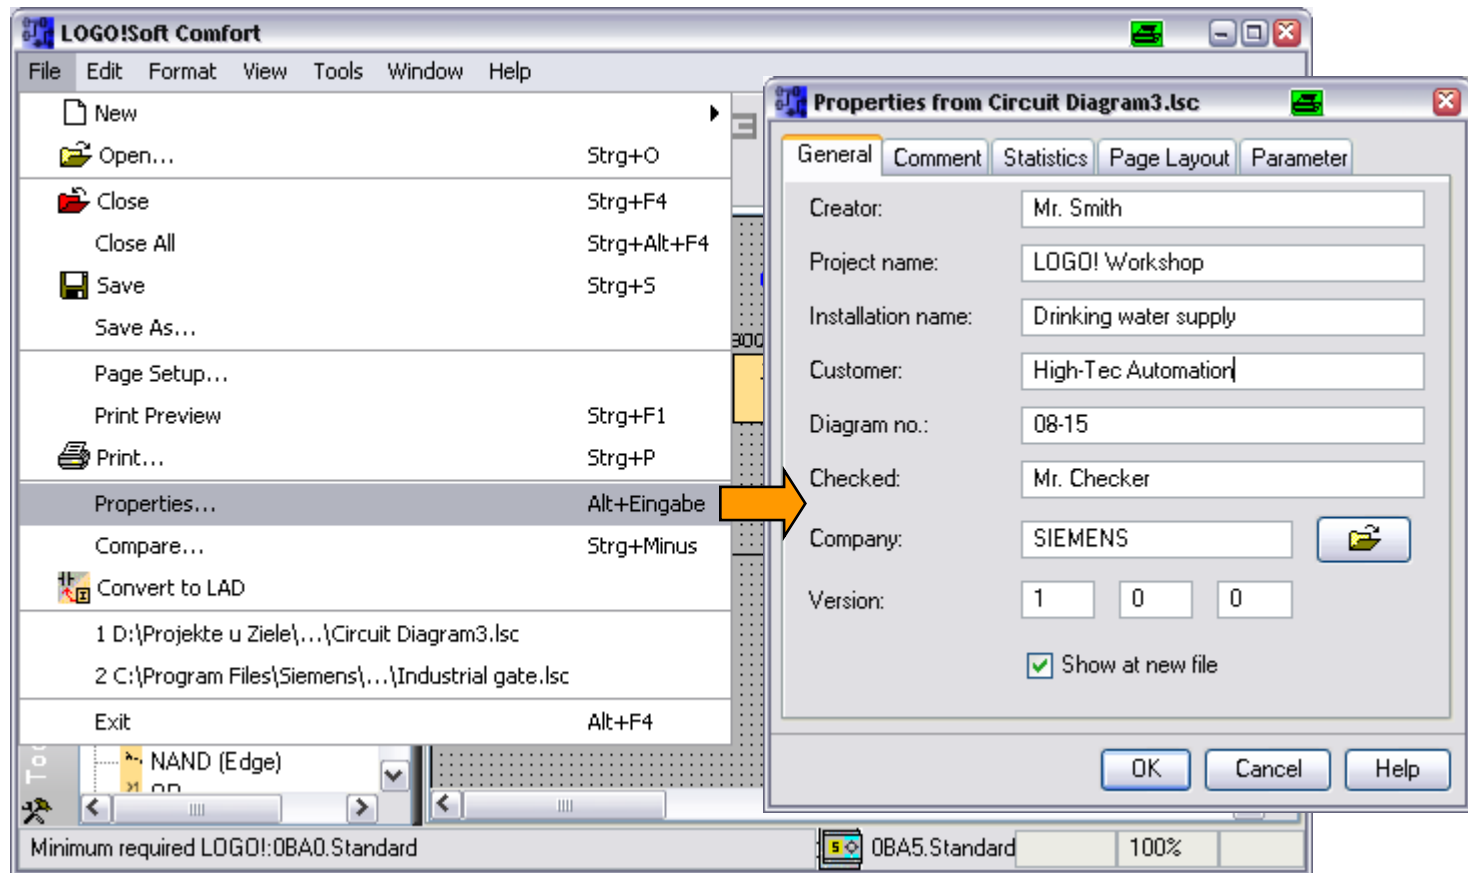 LOGO!Soft Comfort
File Edit Format View Tools Window Help
New
Open... Strg+O
Close Strg+F4
Close All Strg+Alt+F4
Save Strg+S
Save As...
Page Setup...
Print Preview Strg+F1
Print... Strg+P
Properties... Alt+Eingabe
Compare... Strg+Minus
Convert to LAD
1 D:\Projekte u Ziele\...\Circuit Diagram3.lsc
2 C:\Program Files\Siemens\...\Industrial gate.lsc
Exit Alt+F4
NAND (Edge)
Minimum required LOGO!:0BA0.Standard
0BA5.Standard
100%
Properties from Circuit Diagram3.lsc
General Comment Statistics Page Layout Parameter
Creator: Mr. Smith
Project name: LOGO! Workshop
Installation name: Drinking water supply
Customer: High-Tec Automation
Diagram no.: 08-15
Checked: Mr. Checker
Company: SIEMENS
Version: 1 0 0
Show at new file
OK Cancel Help